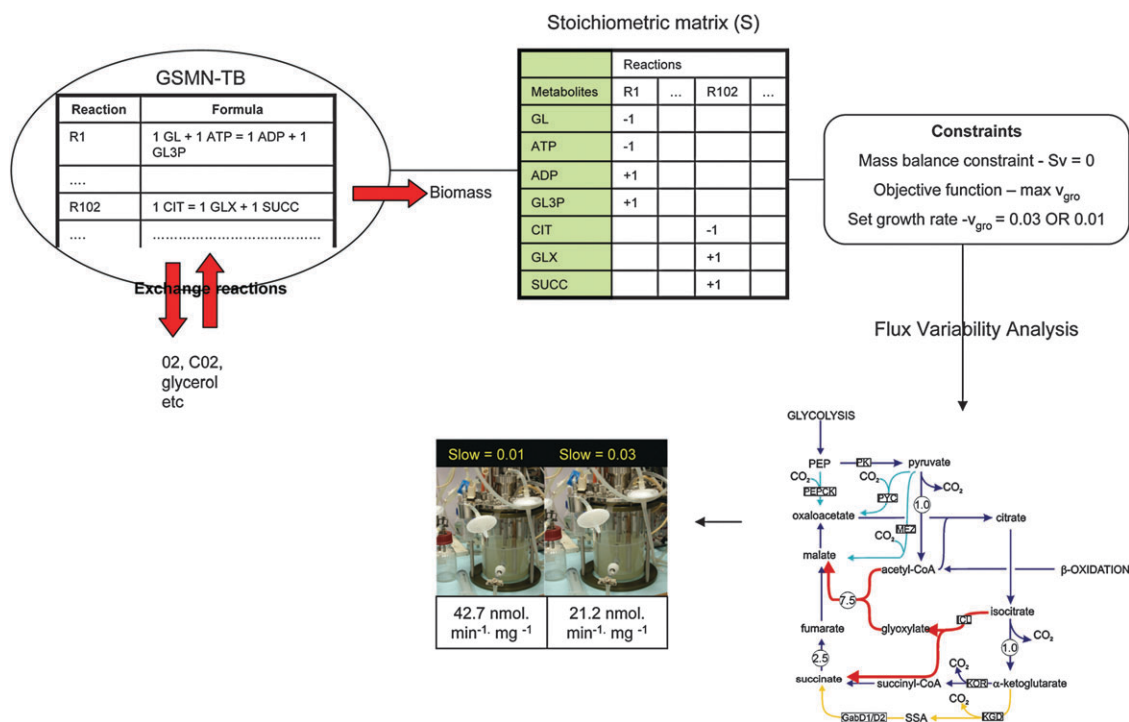 Stoichiometric matrix (S)
GSMN-TB
Reaction Formula
R1 1 GL + 1 ATP = 1 ADP + 1
GL3P
....
R102 1 CIT = 1 GLX + 1 SUCC
.... ......................................
Exchange reactions
02, C02,
glycerol
etc
Biomass
Reactions
Metabolites R1 ... R102 ...
GL -1
ATP -1
ADP +1
GL3P +1
CIT -1
GLX +1
SUCC +1
Constraints
Mass balance constraint - Sv = 0
Objective function – max vgro
Set growth rate -vgro = 0.03 OR 0.01
Flux Variability Analysis
Slow = 0.01 Slow = 0.03
42.7 nmol. 21.2 nmol.
min-1. mg -1 min-1. mg -1
GLYCOLYSIS
PEP PK pyruvate
CO2 CO2 CO2
PEPCK PYC
1.0
oxaloacetate citrate
MEZ
CO2
malate
acetyl-CoA β-OXIDATION
7.5
isocitrate
ICL
fumarate glyoxylate CO2
1.0
2.5
CO2
succinate succinyl-CoA KOR α-ketoglutarate
CO2
GabD1/D2 SSA KGD